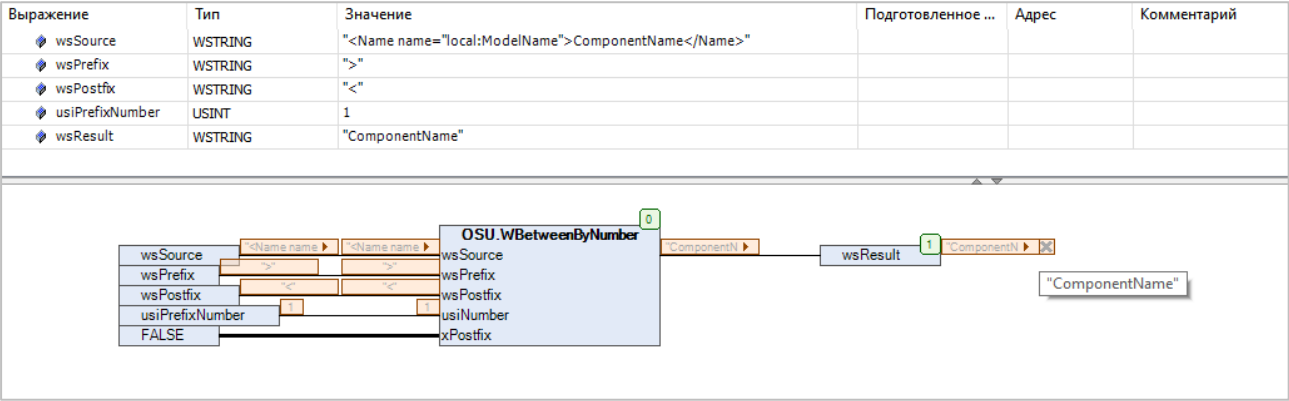 Выражение Тип Значение Подготовленное ... Адрес Комментарий
wsSource WSTRING "<Name name="local:ModelName">ComponentName</Name>"
wsPrefix WSTRING ">"
wsPostfix WSTRING "<"
usiPrefixNumber USINT 1
wsResult WSTRING "ComponentName"
0
OSU.WBetweenByNumber
wsSource "<Name name "<Name name wsSource "ComponentN wsResult 1 "ComponentN
wsPrefix ">" ">" wsPrefix
"ComponentName"
wsPostfix "<" "<" wsPostfix
usiPrefixNumber 1 1 usiNumber
FALSE xPostfix